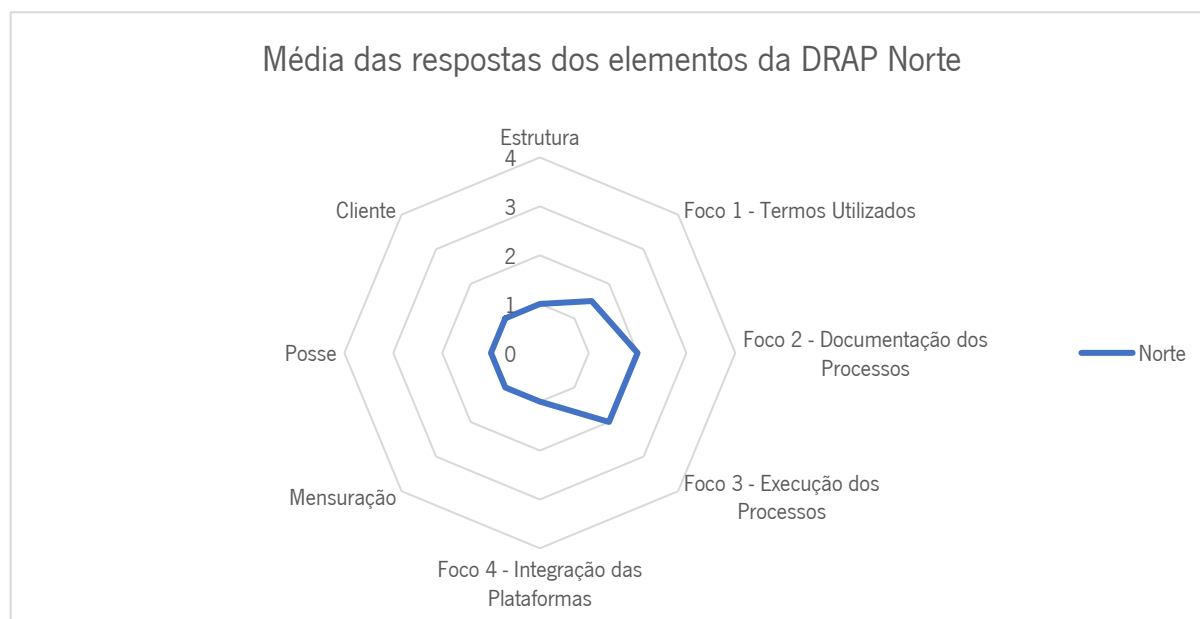 Média das respostas dos elementos da DRAP Norte
Estrutura
4
3
2
1
0
Foco 1 - Termos Utilizados
Foco 2 - Documentação dos
Processos
Foco 3 - Execução dos
Processos
Foco 4 - Integração das
Plataformas
Mensuração
Posse
Cliente
Norte